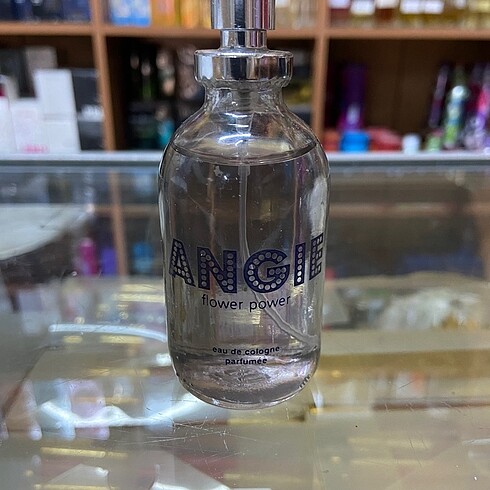 ANGIE
flower power
eau de cologne
parfumée